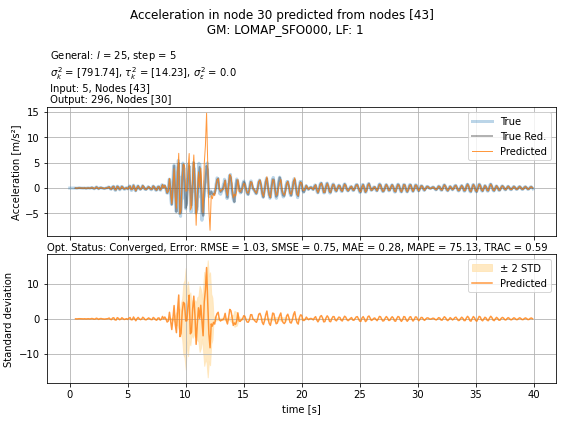 Acceleration in node 30 predicted from nodes [43]
GM: LOMAP_SFO000, LF: 1
General: l = 25, step = 5
σ²ₖ = [791.74], τ²ₖ = [14.23], σ²ε = 0.0
Input: 5, Nodes [43]
Output: 296, Nodes [30]
Acceleration [m/s²]
15
10
5
0
−5
True
True Red.
Predicted
Opt. Status: Converged, Error: RMSE = 1.03, SMSE = 0.75, MAE = 0.28, MAPE = 75.13, TRAC = 0.59
Standard deviation
10
0
−10
± 2 STD
Predicted
0 5 10 15 20 25 30 35 40
time [s]